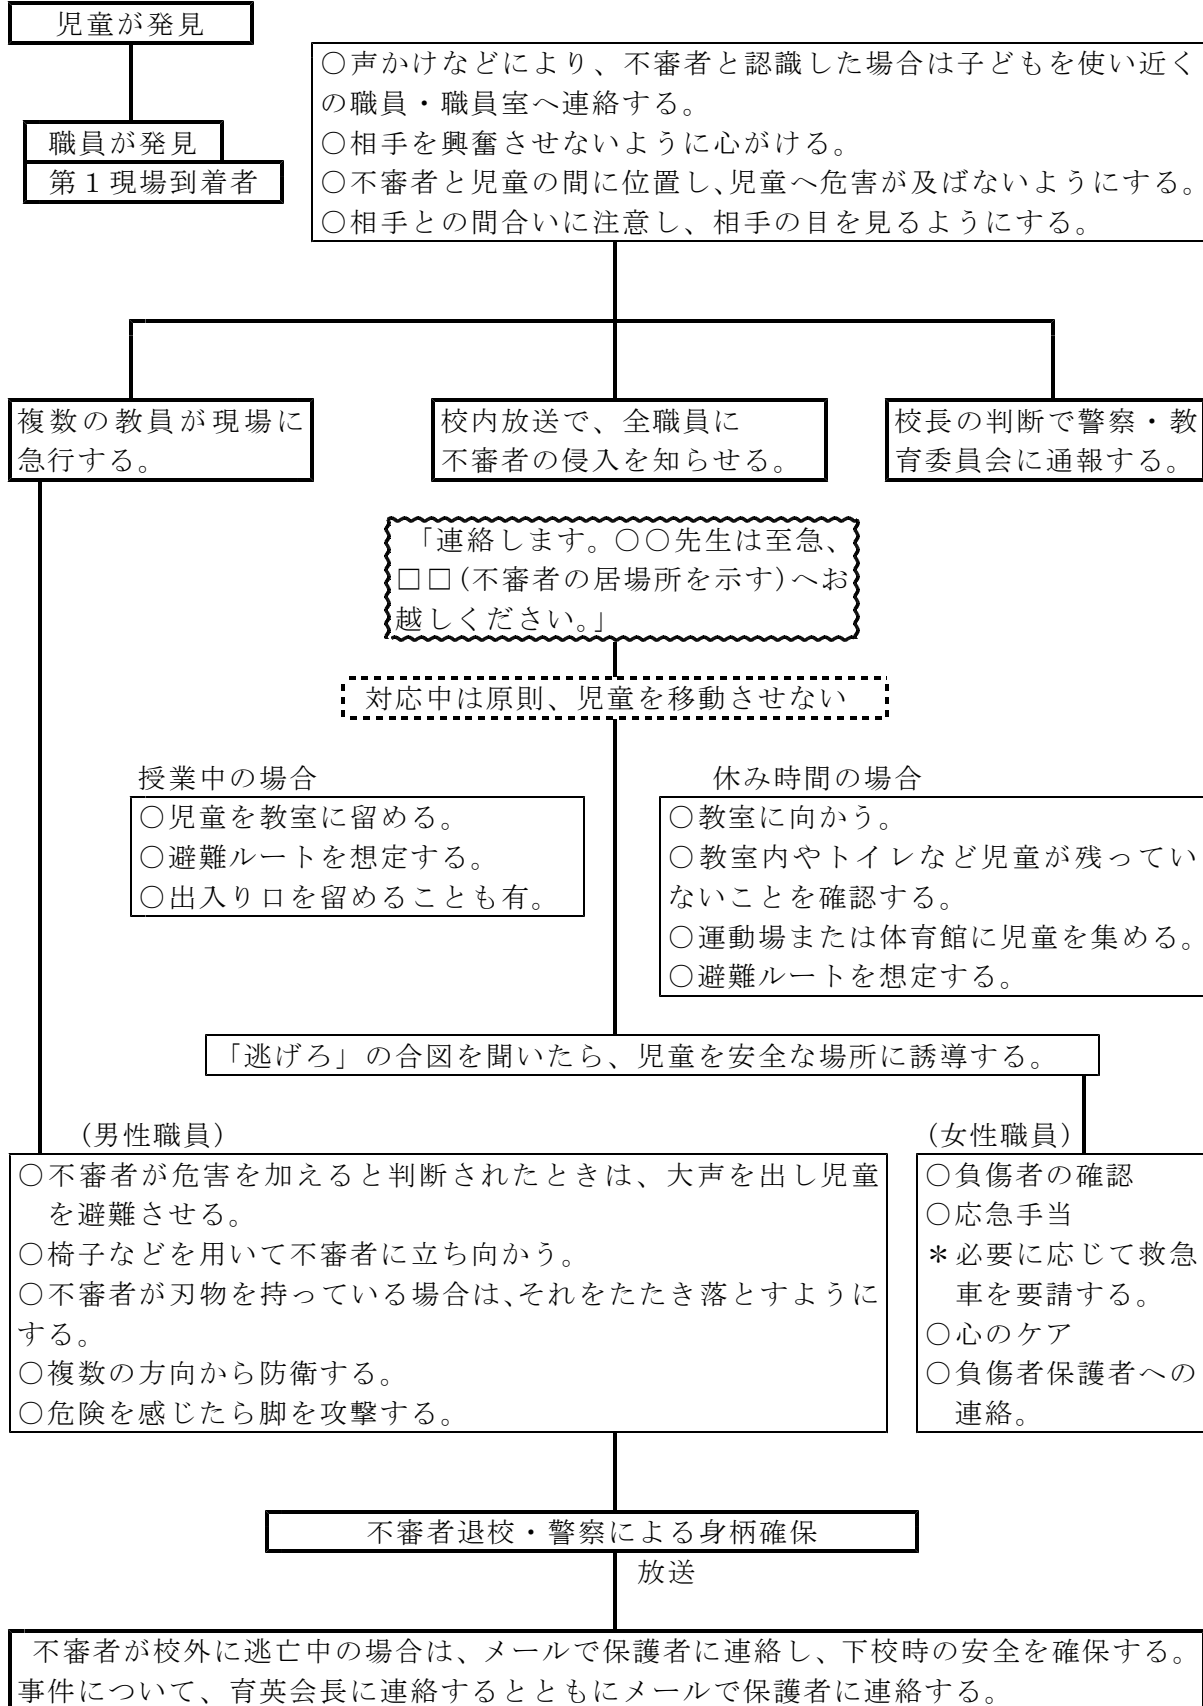 児童が発見
○声かけなどにより、不審者と認識した場合は子どもを使い近く
の職員・職員室へ連絡する。
○相手を興奮させないように心がける。
○不審者と児童の間に位置し、児童へ危害が及ばないようにする。
○相手との間合いに注意し、相手の目を見るようにする。
職員が発見
第１現場到着者
複数の教員が現場に
急行する。
校内放送で、全職員に
不審者の侵入を知らせる。
校長の判断で警察・教
育委員会に通報する。
「連絡します。○○先生は至急、
□□(不審者の居場所を示す)へお
越しください。」
対応中は原則、児童を移動させない
授業中の場合
○児童を教室に留める。
○避難ルートを想定する。
○出入り口を留めることも有。
休み時間の場合
○教室に向かう。
○教室内やトイレなど児童が残ってい
ないことを確認する。
○運動場または体育館に児童を集める。
○避難ルートを想定する。
「逃げろ」の合図を聞いたら、児童を安全な場所に誘導する。
(男性職員)
○不審者が危害を加えると判断されたときは、大声を出し児童
を避難させる。
○椅子などを用いて不審者に立ち向かう。
○不審者が刃物を持っている場合は、それをたたき落とすように
する。
○複数の方向から防衛する。
○危険を感じたら脚を攻撃する。
(女性職員)
○負傷者の確認
○応急手当
＊必要に応じて救急
車を要請する。
○心のケア
○負傷者保護者への
連絡。
不審者退校・警察による身柄確保
放送
不審者が校外に逃亡中の場合は、メールで保護者に連絡し、下校時の安全を確保する。
事件について、育英会長に連絡するとともにメールで保護者に連絡する。